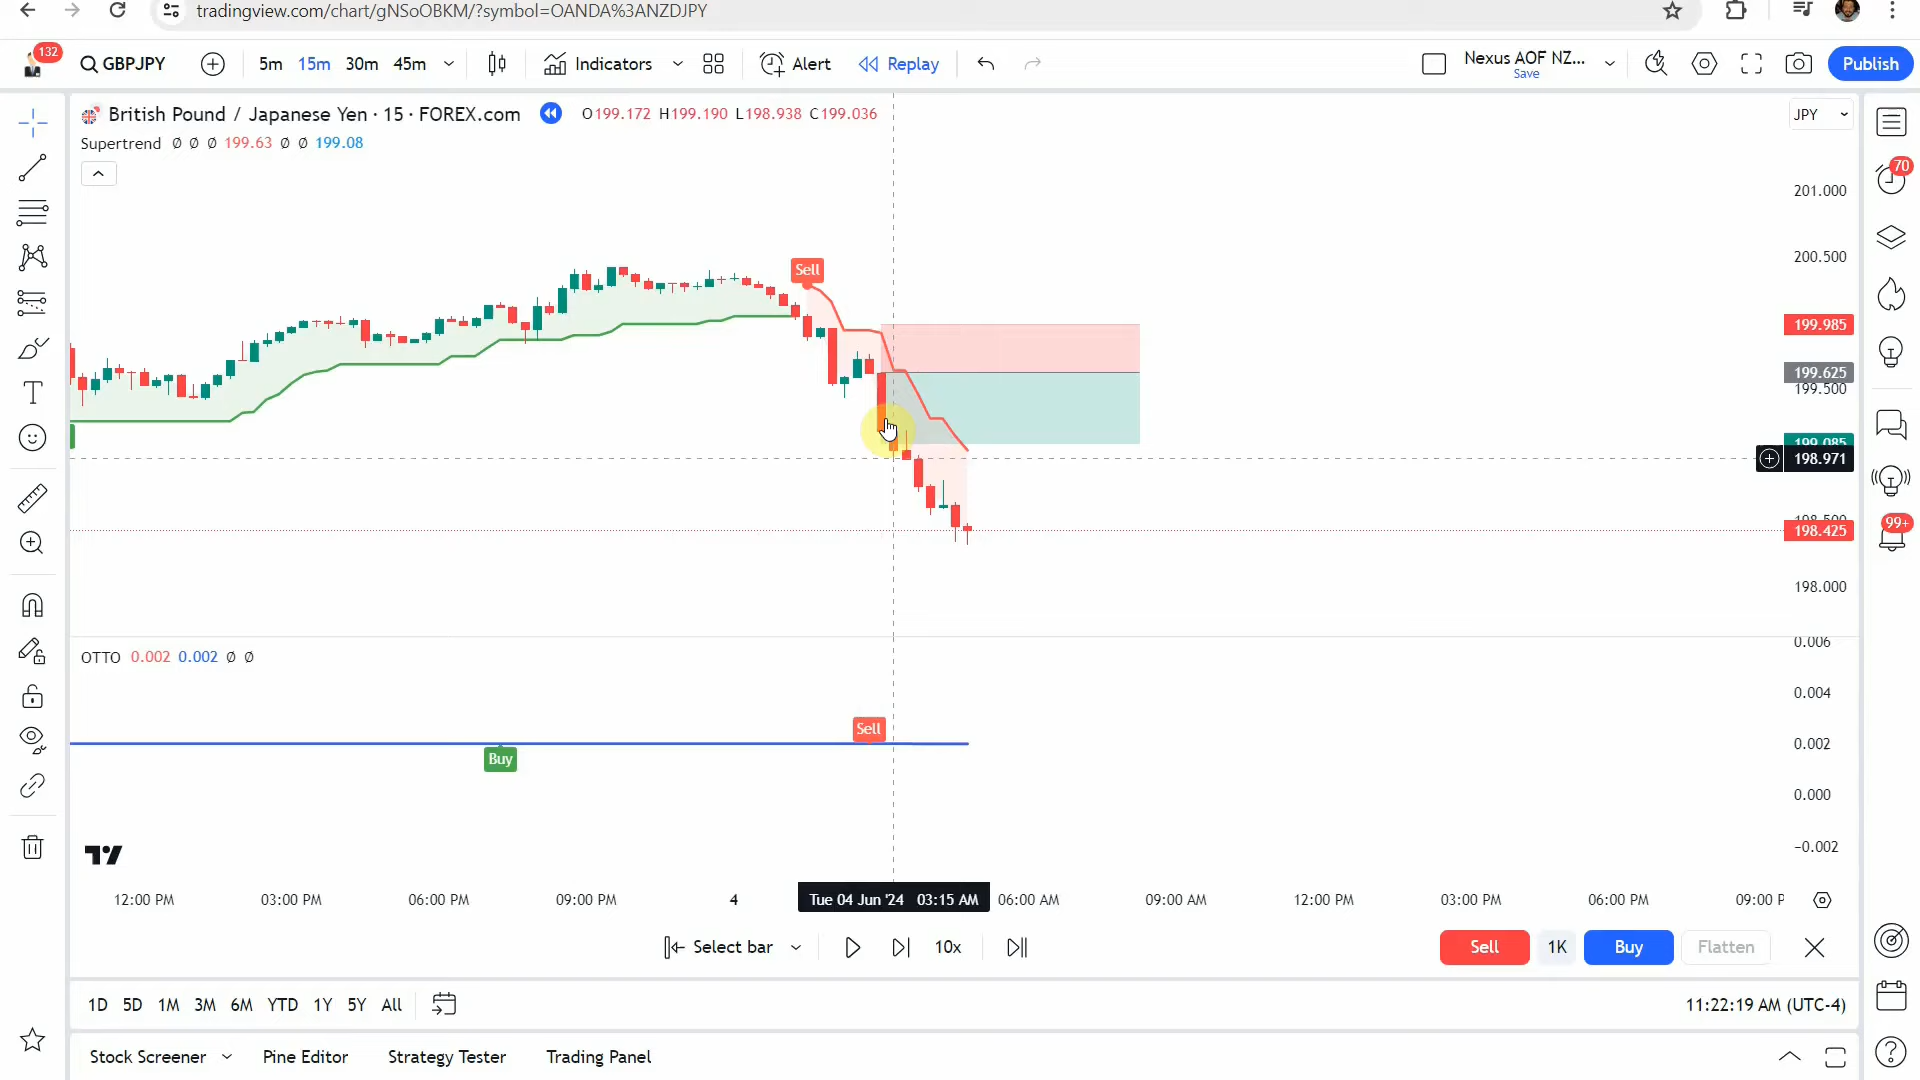 tradingview.com/chart/gNSoOBKM/?symbol=OANDA%3ANZDJPY
132
GBPJPY
5m 15m 30m 45m
Indicators
Alert
Replay
Nexus AOF NZ...
Save
Publish
British Pound / Japanese Yen · 15 · FOREX.com
O199.172 H199.190 L198.938 C199.036
JPY
Supertrend Ø Ø Ø 199.63 Ø Ø 199.08
70
201.000
200.500
Sell
199.985
199.625
199.500
199.085
198.971
198.500
198.425
99+
198.000
0.006
OTTO 0.002 0.002 Ø Ø
0.004
Sell
0.002
Buy
0.000
−0.002
12:00 PM 03:00 PM 06:00 PM 09:00 PM 4 Tue 04 Jun '24 03:15 AM 06:00 AM 09:00 AM 12:00 PM 03:00 PM 06:00 PM 09:00 P
Select bar
10x
Sell 1K Buy Flatten
1D 5D 1M 3M 6M YTD 1Y 5Y All
11:22:19 AM (UTC-4)
Stock Screener Pine Editor Strategy Tester Trading Panel